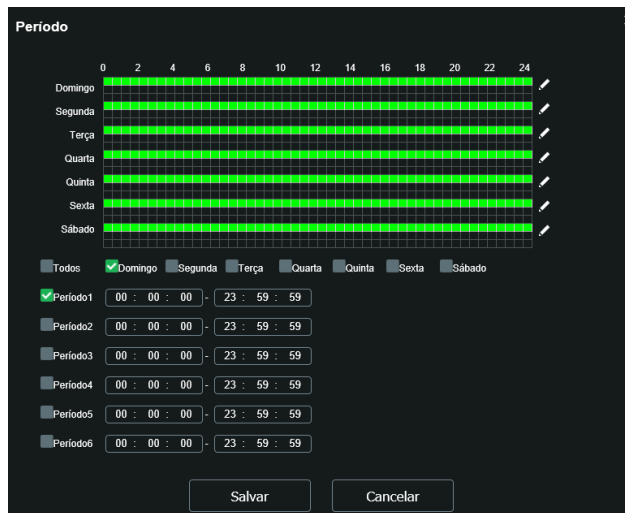 Período
0 2 4 6 8 10 12 14 16 18 20 22 24
Domingo
Segunda
Terça
Quarta
Quinta
Sexta
Sábado
Todos Domingo Segunda Terça Quarta Quinta Sexta Sábado
Período1 00 : 00 : 00 - 23 : 59 : 59
Período2 00 : 00 : 00 - 23 : 59 : 59
Período3 00 : 00 : 00 - 23 : 59 : 59
Período4 00 : 00 : 00 - 23 : 59 : 59
Período5 00 : 00 : 00 - 23 : 59 : 59
Período6 00 : 00 : 00 - 23 : 59 : 59
Salvar Cancelar